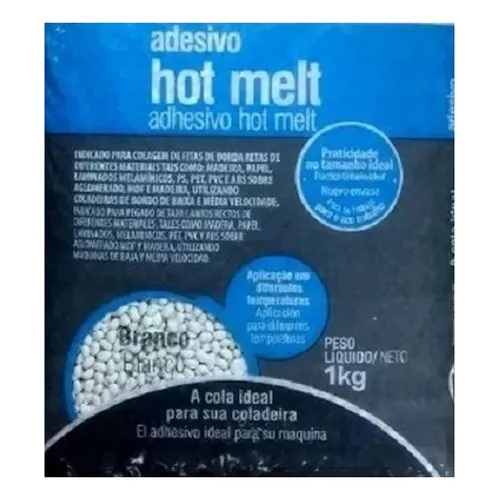 adesivo
hot melt
adhesivo hot melt
INDICADO PARA COLAGEM DE FITAS DE BORDA RETAS DE
DIFERENTES MATERIAIS TAIS COMO: MADEIRA, PAPEL,
LAMINADOS MELAMÍNICOS, PS, PET, PVC E ABS SOBRE
AGLOMERADO, MDF E MADEIRA, UTILIZANDO
COLADEIRAS DE BORDO DE BAIXA E MÉDIA VELOCIDADE.
INDICADO PARA PEGADO DE TAPACANTOS RECTOS DE
DIFERENTES MATERIALES, TALES COMO MADERA, PAPEL,
LAMINADOS, MELAMINICOS, PET, PVC Y ABS SOBRE
AGLOMERADO MDF Y MADERA, UTILIZANDO
MAQUINAS DE BAJA Y MEDIA VELOCIDAD.
Praticidade
no tamanho ideal
Nuevo envase
Aplicação em
diferentes
temperaturas
Aplicación
para diferentes
temperaturas
Branco
Blanco
PESO
LÍQUIDO/NETO
1kg
A cola ideal
para sua coladeira
El adhesivo ideal para su maquina
adesivo
A cola ideal